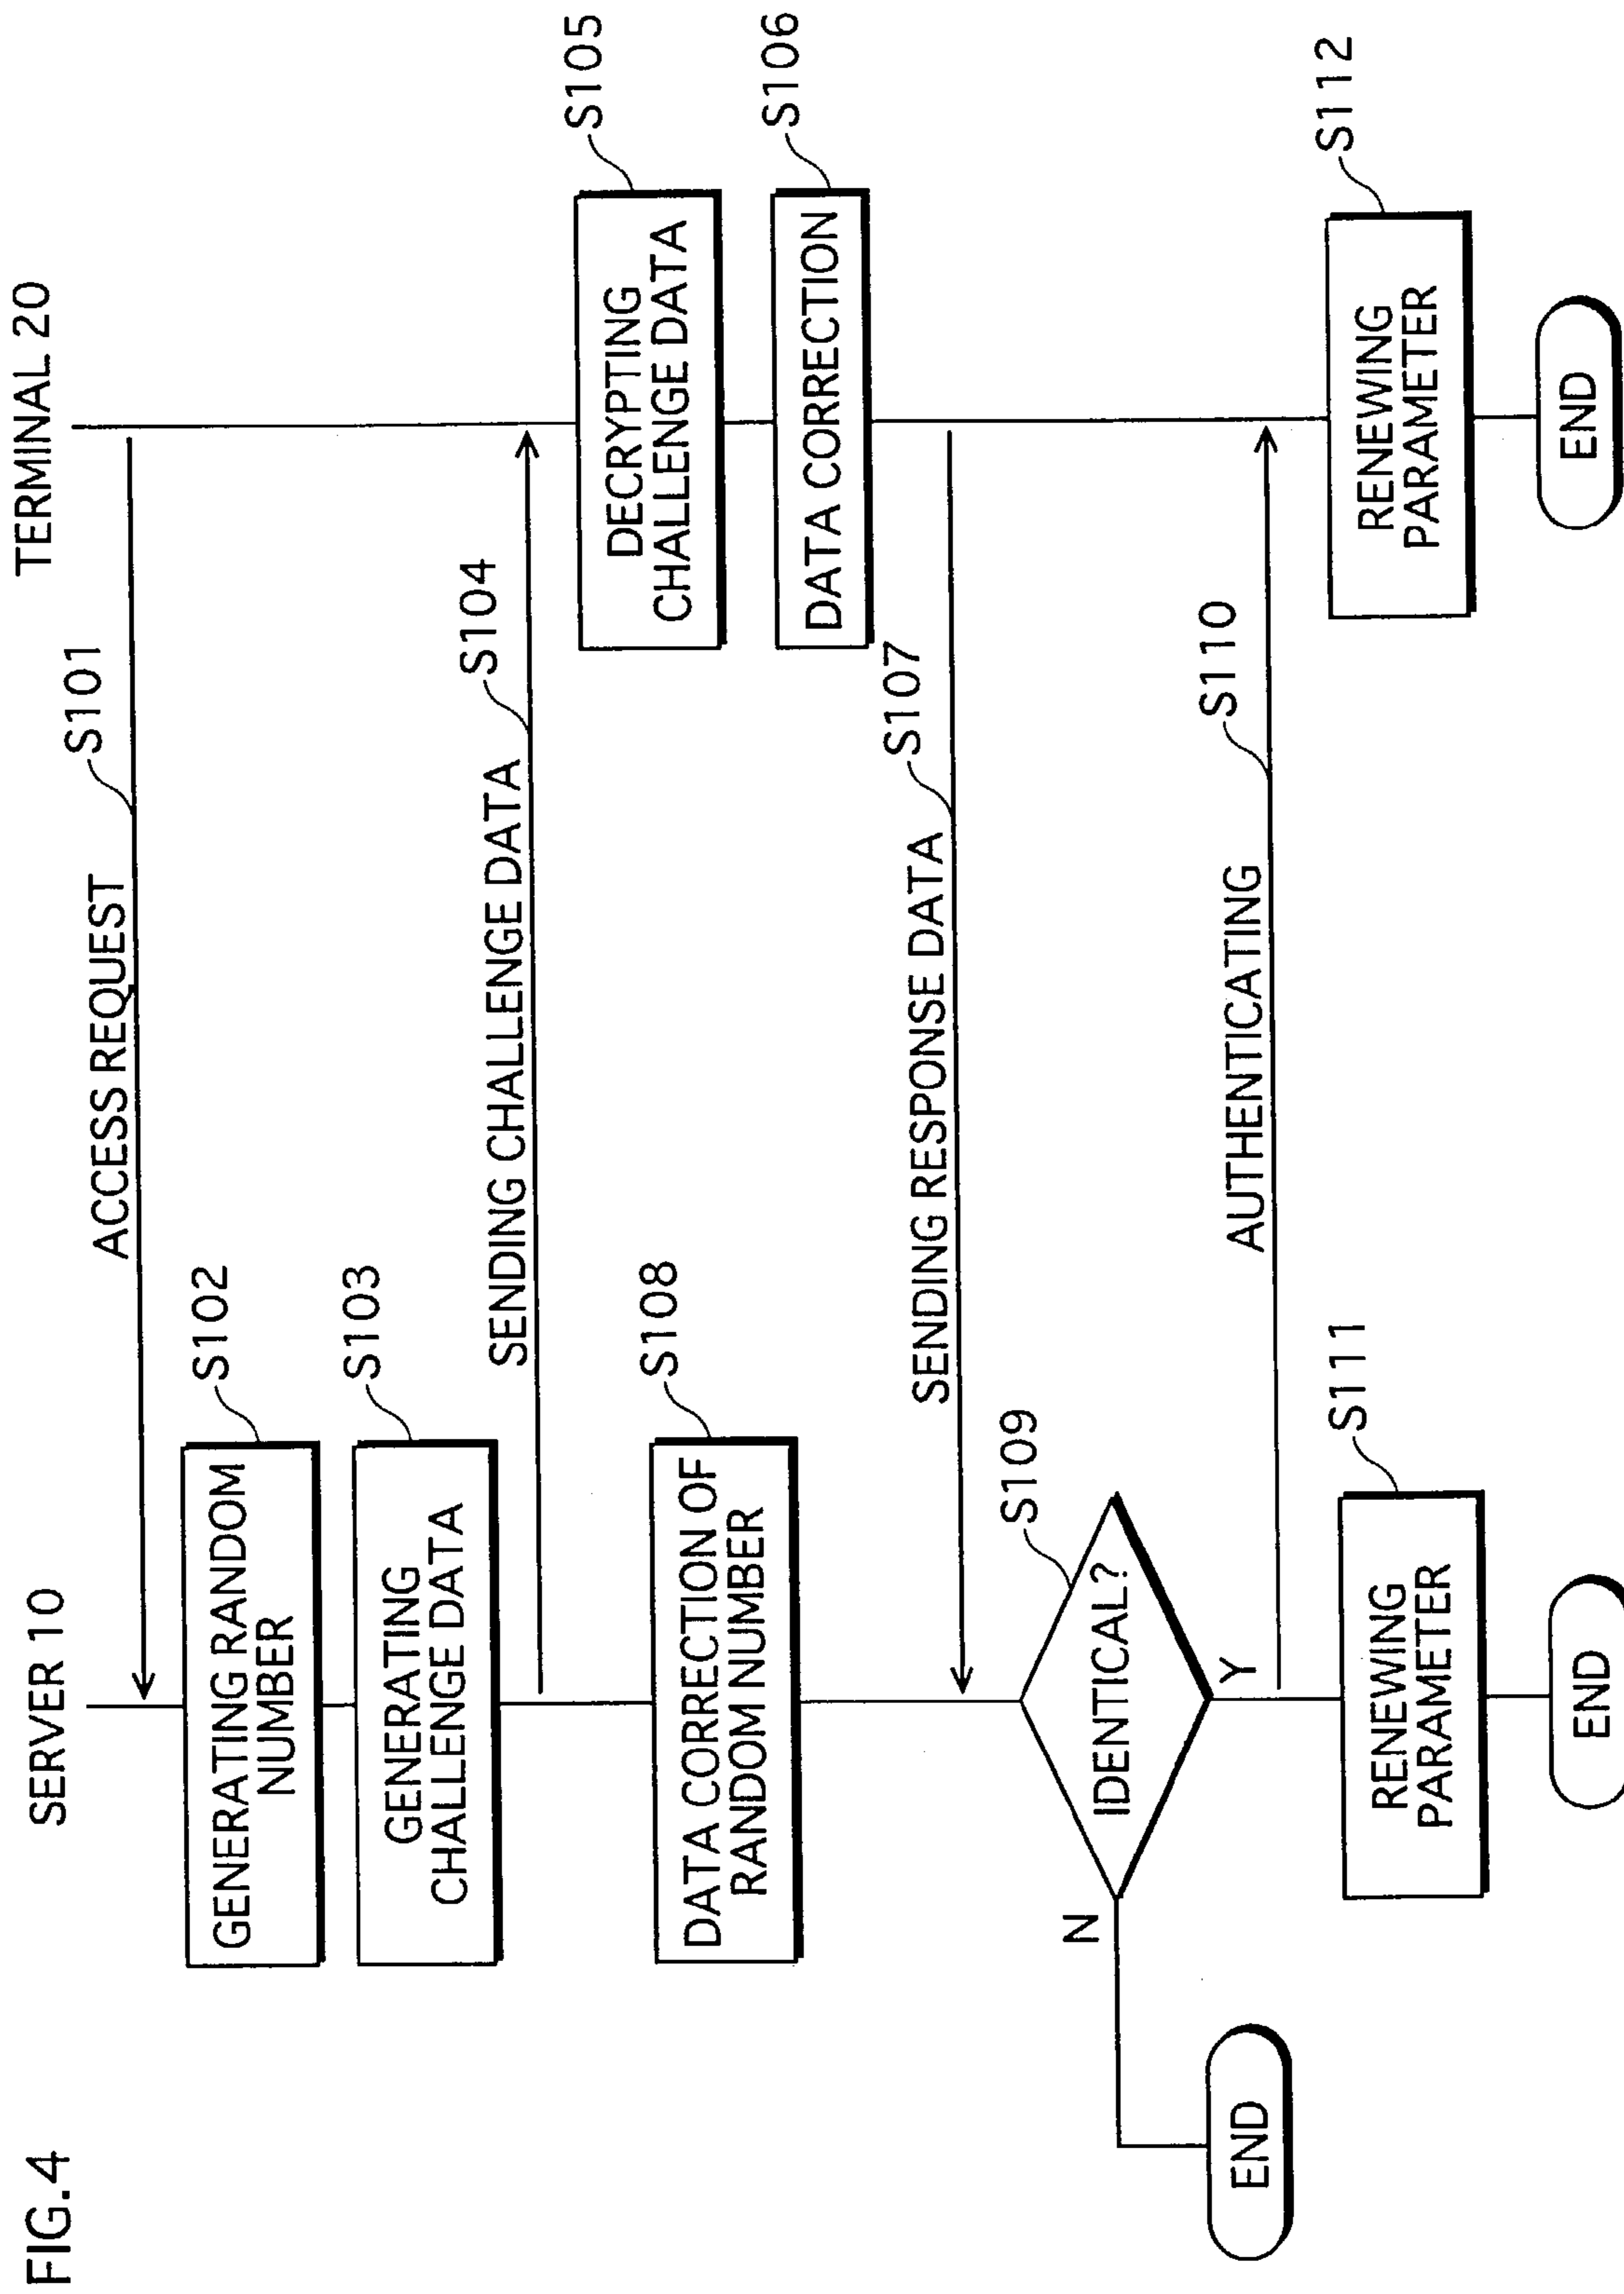 FIG.4
SERVER 10
TERMINAL 20
ACCESS REQUEST
S101
GENERATING RANDOM
NUMBER
S102
GENERATING
CHALLENGE DATA
S103
SENDING CHALLENGE DATA
S104
DECRYPTING
CHALLENGE DATA
S105
DATA CORRECTION OF
RANDOM NUMBER
S108
DATA CORRECTION
S106
SENDING RESPONSE DATA
S107
IDENTICAL?
S109
N
Y
END
AUTHENTICATING
S110
RENEWING
PARAMETER
S111
RENEWING
PARAMETER
S112
END
END